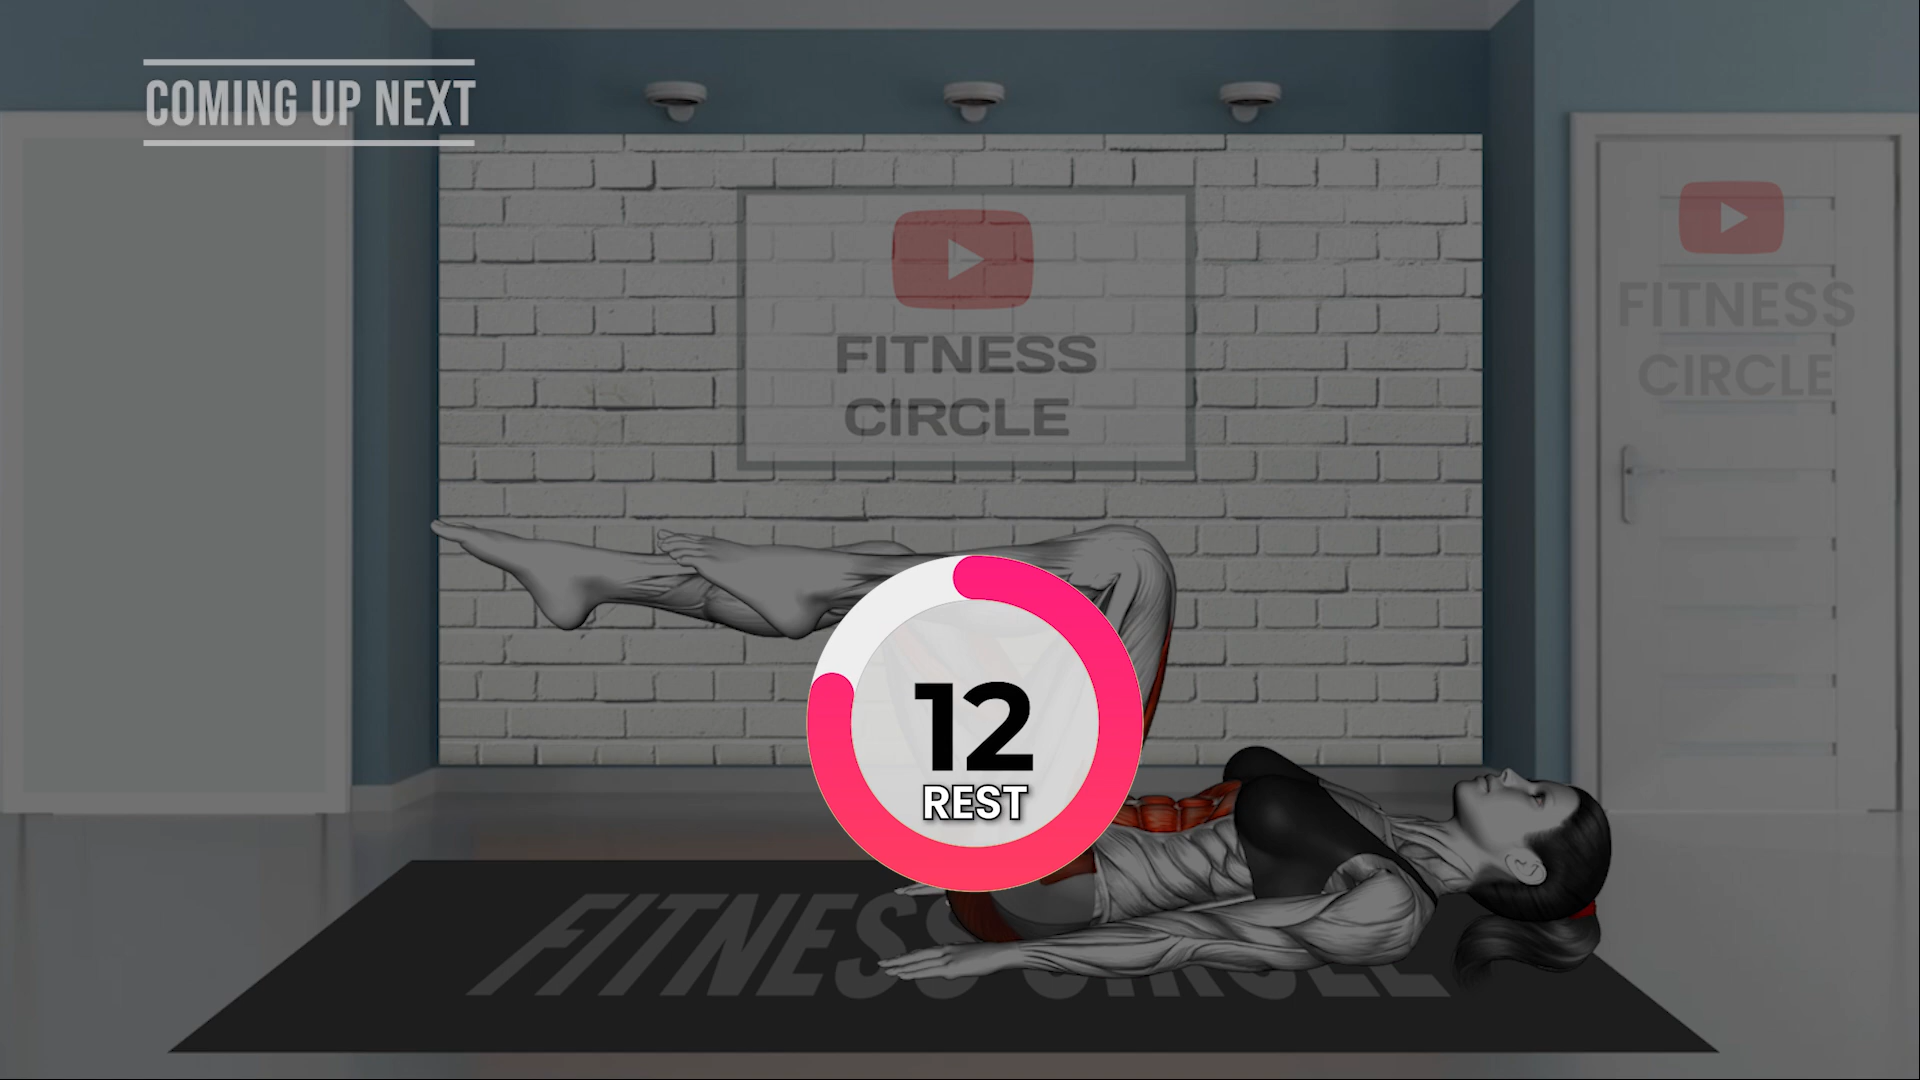 COMING UP NEXT
FITNESS
CIRCLE
FITNESS
CIRCLE
12
REST
FITNESS CIRCLE